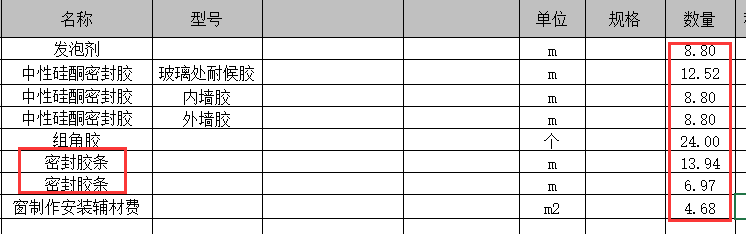 名称 型号 单位 规格 数量
发泡剂 m 8.80
中性硅酮密封胶 玻璃处耐候胶 m 12.52
中性硅酮密封胶 内墙胶 m 8.80
中性硅酮密封胶 外墙胶 m 8.80
组角胶 个 24.00
密封胶条 m 13.94
密封胶条 m 6.97
窗制作安装辅材费 m2 4.68